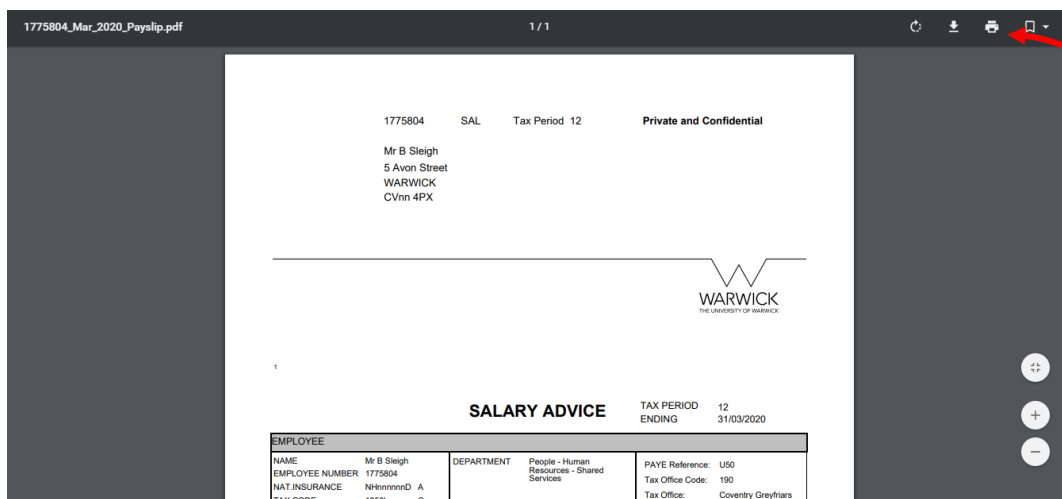 1775804_Mar_2020_Payslip.pdf 1 / 1
1775804 SAL Tax Period 12 Private and Confidential
Mr B Sleigh
5 Avon Street
WARWICK
CVnn 4PX
WARWICK
THE UNIVERSITY OF WARWICK
1
SALARY ADVICE
TAX PERIOD 12
ENDING 31/03/2020
EMPLOYEE
NAME Mr B Sleigh
EMPLOYEE NUMBER 1775804
NAT.INSURANCE NHnnnnnnD A
DEPARTMENT People - Human
Resources - Shared
Services
PAYE Reference: U50
Tax Office Code: 190
Tax Office: Coventry Greyfriars
TAX CODE